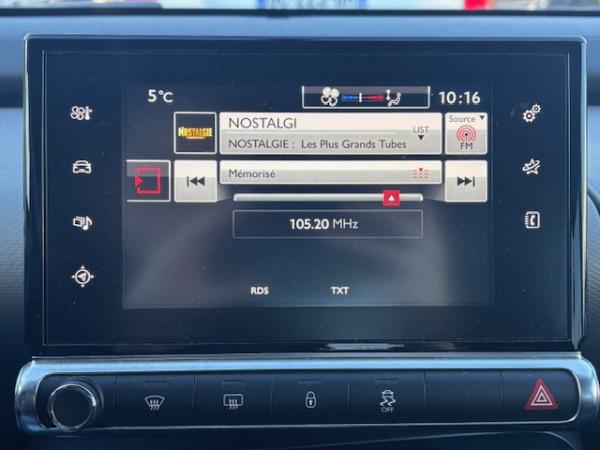 5 °C
10:16
NOSTALGIE
NOSTALGI
LIST
NOSTALGIE : Les Plus Grands Tubes
Source
FM
Mémorisé
105.20 MHz
RDS
TXT
OFF